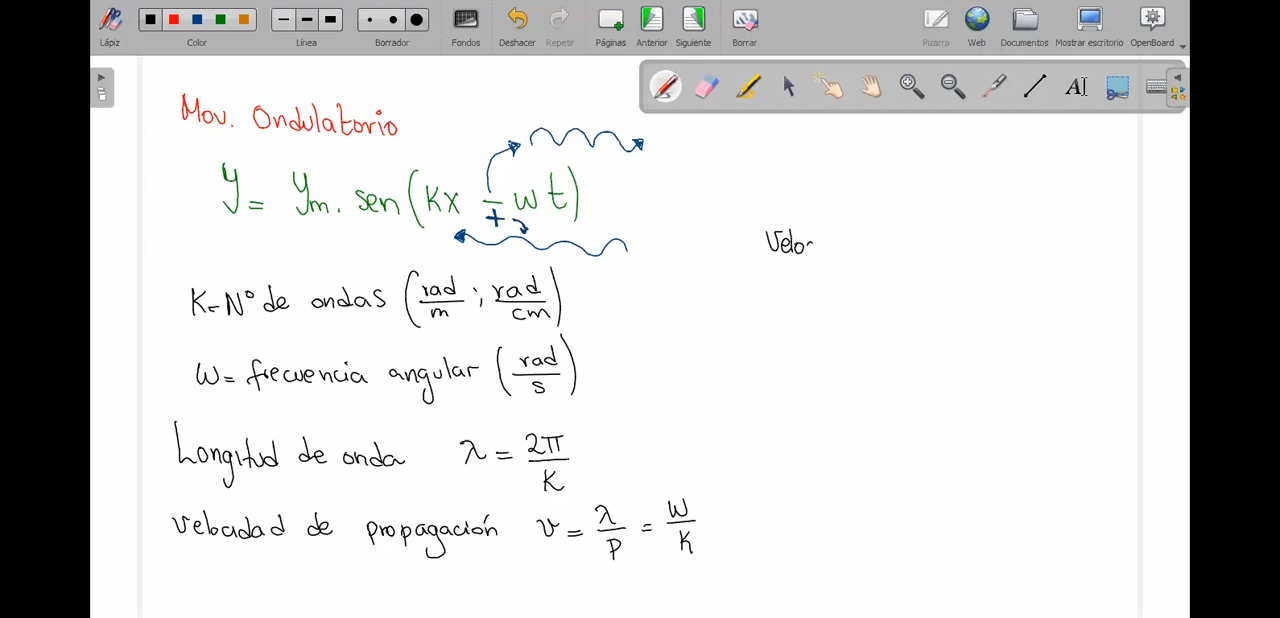 Lápiz Color Línea Borrador Fondos Deshacer Repetir Páginas Anterior Siguiente Borrar Pizarra Web Documentos Mostrar escritorio OpenBoard
Mov. Ondulatorio
y = ym. sen(kx - wt)
+
Velo
K=Nº de ondas (rad/m ; rad/cm)
w= frecuencia angular (rad/s)
Longitud de onda λ = 2π/K
Velocidad de propagación v = λ/P = w/K